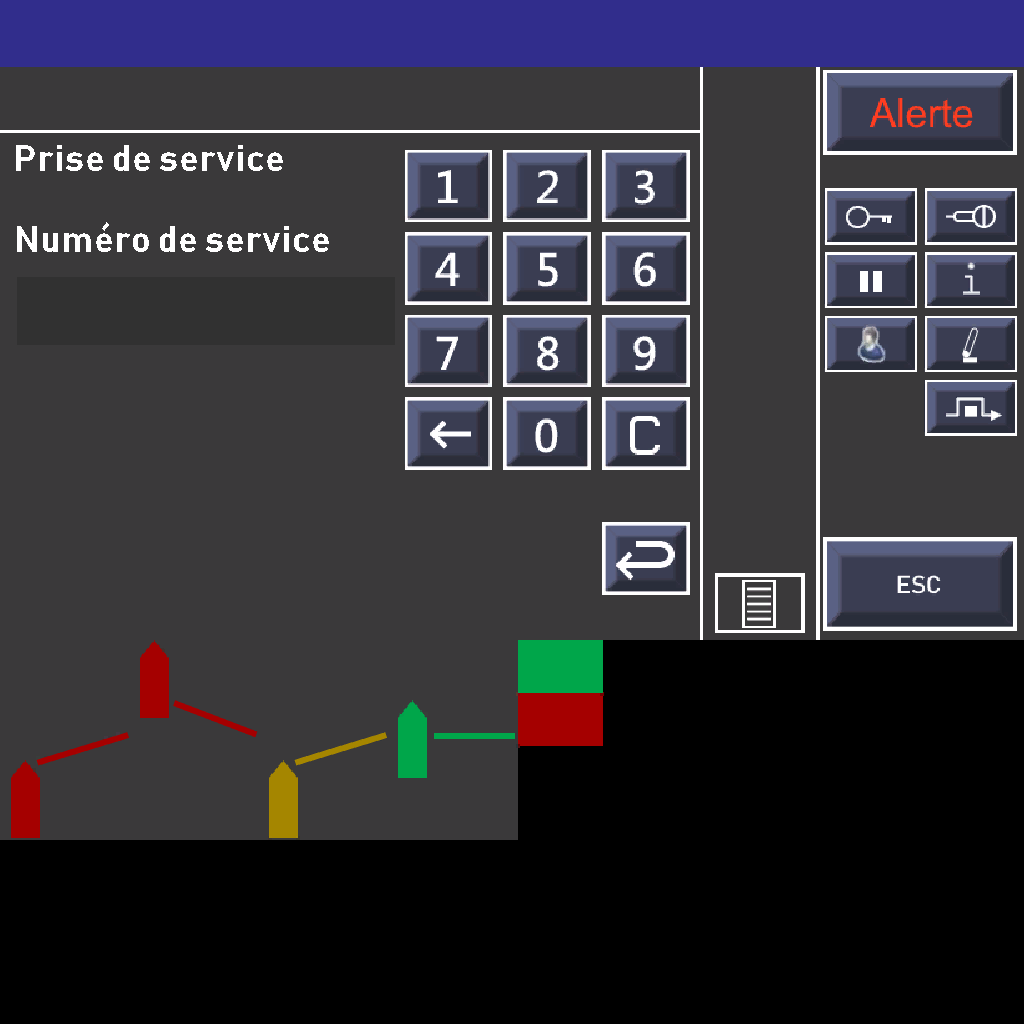 Alerte
Prise de service
1 2 3
Numéro de service
4 5 6
7 8 9
0 C
i
ESC